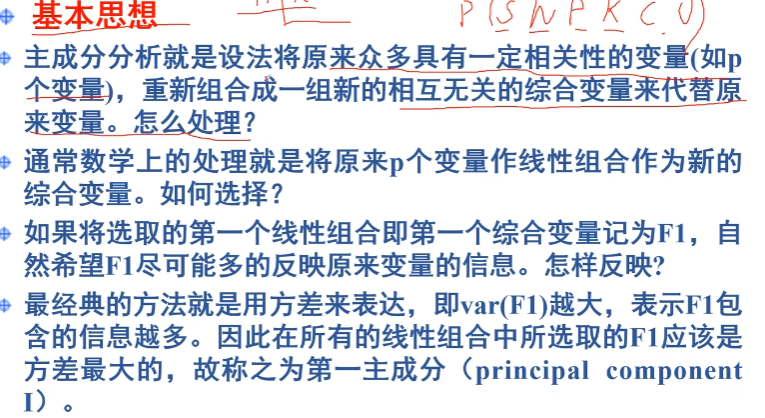 基本思想
P(S N P K C U)
主成分分析就是设法将原来众多具有一定相关性的变量(如p
个变量)，重新组合成一组新的相互无关的综合变量来代替原
来变量。怎么处理？
通常数学上的处理就是将原来p个变量作线性组合作为新的
综合变量。如何选择？
如果将选取的第一个线性组合即第一个综合变量记为F1，自
然希望F1尽可能多的反映原来变量的信息。怎样反映?
最经典的方法就是用方差来表达，即var(F1)越大，表示F1包
含的信息越多。因此在所有的线性组合中所选取的F1应该是
方差最大的，故称之为第一主成分（principal component
I）。